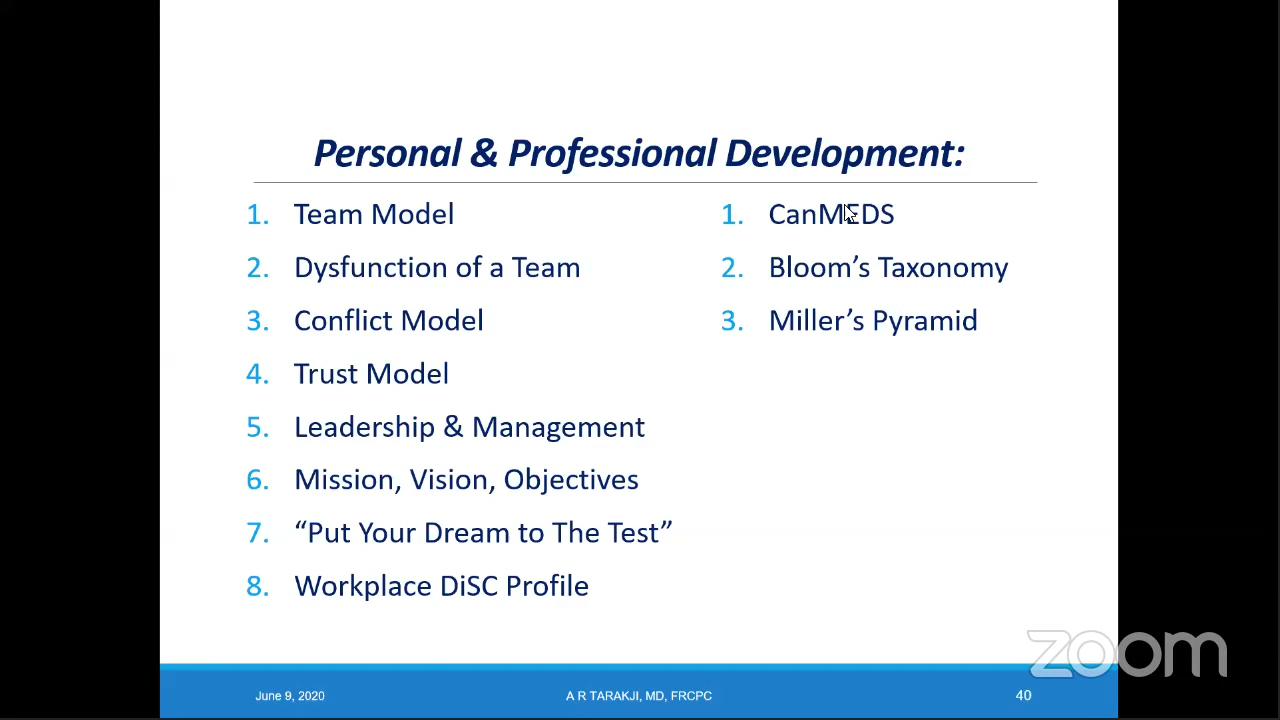 Personal & Professional Development:
1. Team Model
2. Dysfunction of a Team
3. Conflict Model
4. Trust Model
5. Leadership & Management
6. Mission, Vision, Objectives
7. “Put Your Dream to The Test”
8. Workplace DiSC Profile
1. CanMEDS
2. Bloom’s Taxonomy
3. Miller’s Pyramid
zoom
June 9, 2020
A R TARAKJI, MD, FRCPC
40